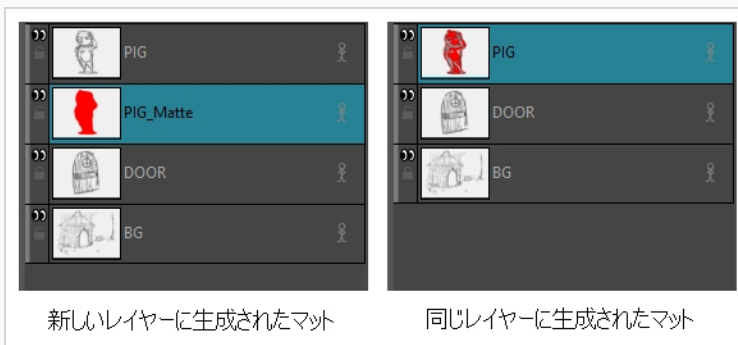 PIG
PIG_Matte
DOOR
BG
新しいレイヤーに生成されたマット
PIG
DOOR
BG
同じレイヤーに生成されたマット